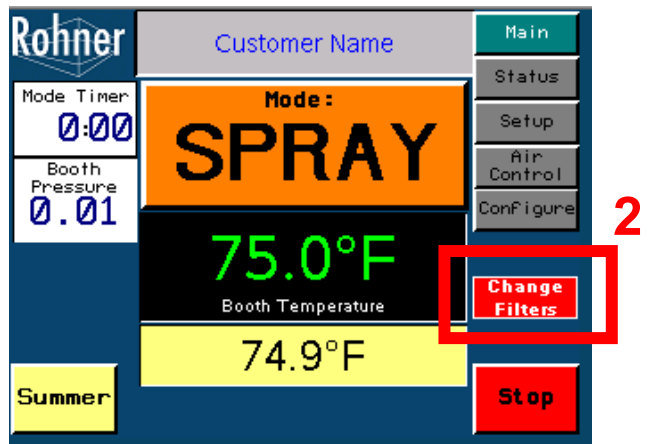 Rohner
Customer Name
Main
Status
Setup
Air
Control
Configure
Mode Timer
0:00
Booth
Pressure
0.01
Mode:
SPRAY
75.0°F
Booth Temperature
74.9°F
Change
Filters
2
Summer
Stop